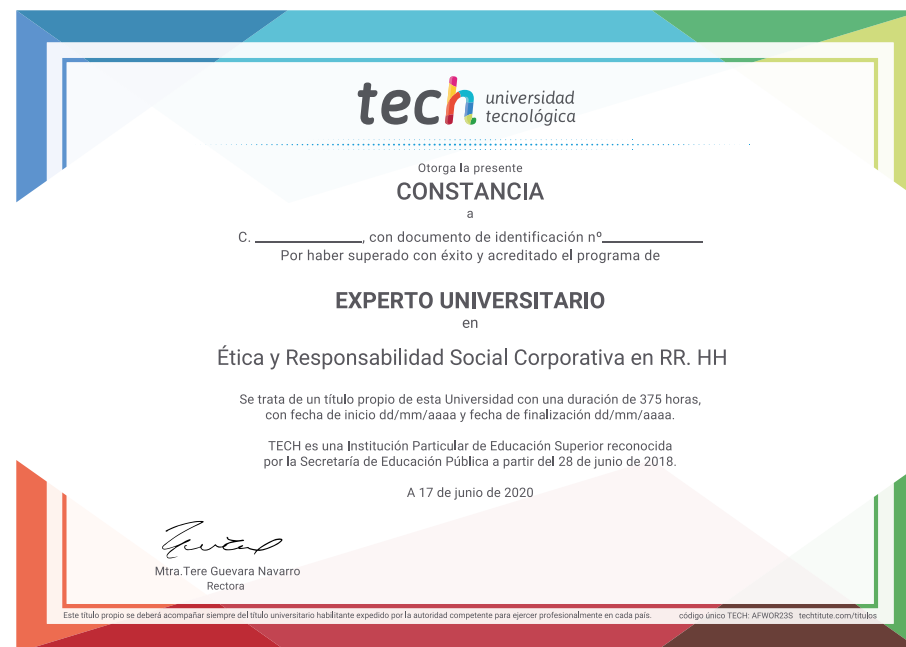 tech universidad
tecnológica
Otorga la presente
CONSTANCIA
a
C. ____________, con documento de identificación nº____________
Por haber superado con éxito y acreditado el programa de
EXPERTO UNIVERSITARIO
en
Ética y Responsabilidad Social Corporativa en RR. HH
Se trata de un título propio de esta Universidad con una duración de 375 horas,
con fecha de inicio dd/mm/aaaa y fecha de finalización dd/mm/aaaa.
TECH es una Institución Particular de Educación Superior reconocida
por la Secretaría de Educación Pública a partir del 28 de junio de 2018.
A 17 de junio de 2020
Mtra.Tere Guevara Navarro
Rectora
Este título propio se deberá acompañar siempre del título universitario habilitante expedido por la autoridad competente para ejercer profesionalmente en cada país. código único TECH: AFWOR23S techtitute.com/titulos